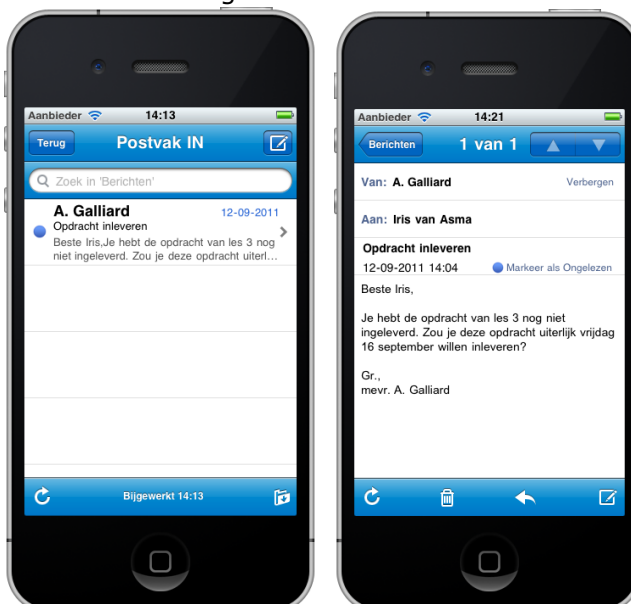 Aanbieder 14:13
Terug Postvak IN
Zoek in 'Berichten'
A. Galliard 12-09-2011
Opdracht inleveren
Beste Iris,Je hebt de opdracht van les 3 nog
niet ingeleverd. Zou je deze opdracht uiterl...
Bijgewerkt 14:13
Aanbieder 14:21
Berichten 1 van 1
Van: A. Galliard Verbergen
Aan: Iris van Asma
Opdracht inleveren
12-09-2011 14:04 Markeer als Ongelezen
Beste Iris,
Je hebt de opdracht van les 3 nog niet
ingeleverd. Zou je deze opdracht uiterlijk vrijdag
16 september willen inleveren?
Gr.,
mevr. A. Galliard